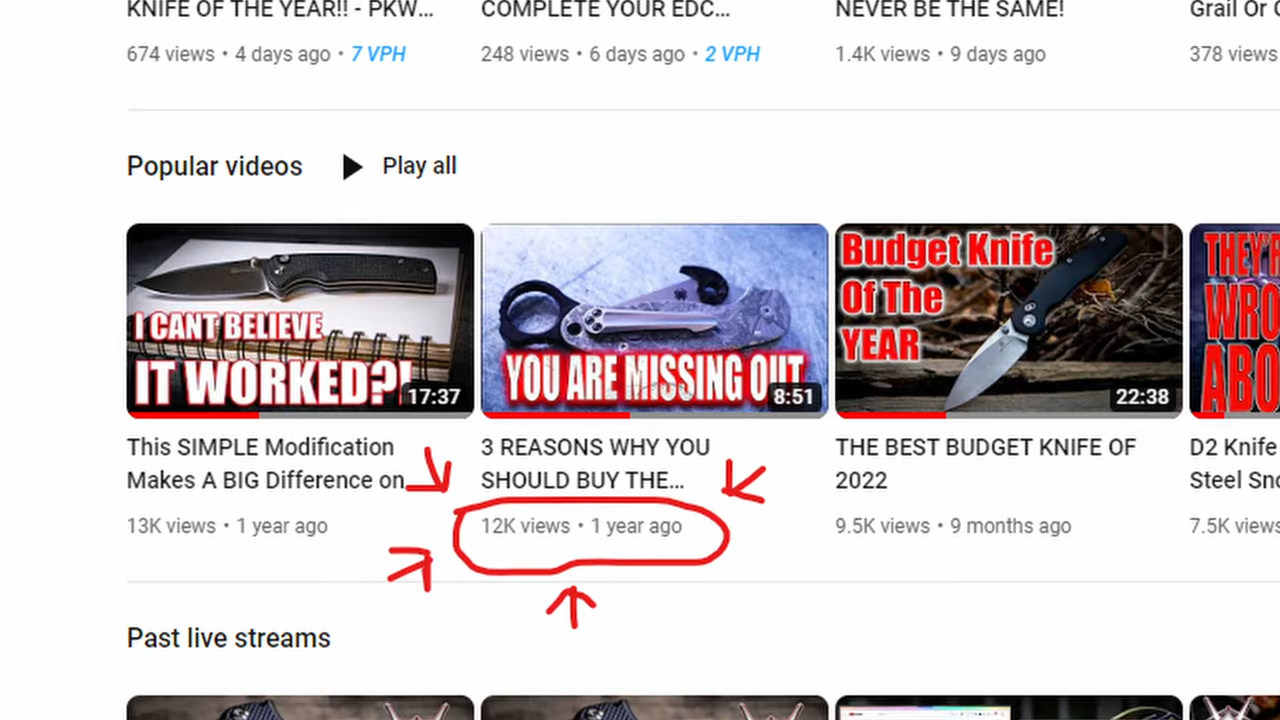 KNIFE OF THE YEAR!! - PKW...
COMPLETE YOUR EDC...
NEVER BE THE SAME!
Grail Or
674 views • 4 days ago • 7 VPH
248 views • 6 days ago • 2 VPH
1.4K views • 9 days ago
378 views
Popular videos
Play all
I CANT BELIEVE
IT WORKED?!
17:37
YOU ARE MISSING OUT
8:51
Budget Knife
Of The
YEAR
22:38
This SIMPLE Modification
Makes A BIG Difference on...
13K views • 1 year ago
3 REASONS WHY YOU
SHOULD BUY THE...
12K views • 1 year ago
THE BEST BUDGET KNIFE OF
2022
9.5K views • 9 months ago
D2 Knife
Steel
7.5K views
Past live streams